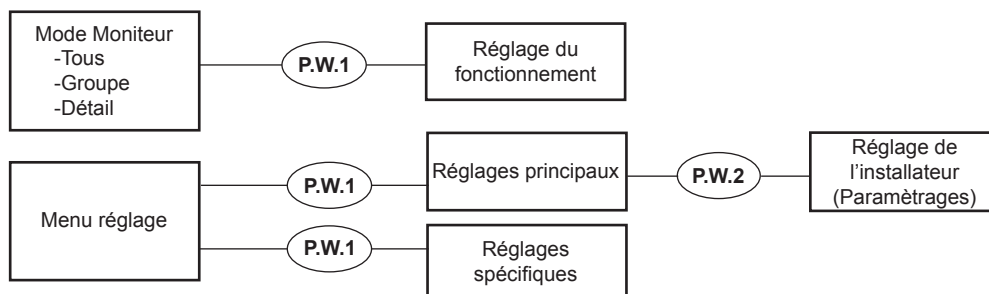 Mode Moniteur
-Tous
-Groupe
-Détail
P.W.1
Réglage du
fonctionnement
Menu réglage
P.W.1
Réglages principaux
P.W.2
Réglage de
l'installateur
(Paramètrages)
P.W.1
Réglages
spécifiques